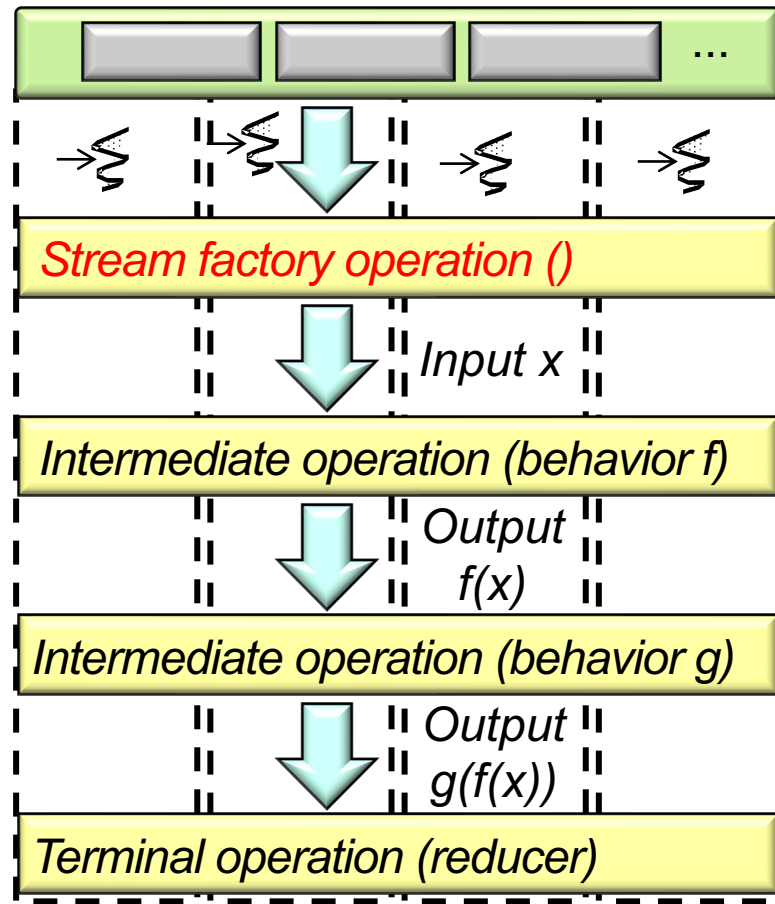 ...
Stream factory operation ()
Input x
Intermediate operation (behavior f)
Output
f(x)
Intermediate operation (behavior g)
Output
g(f(x))
Terminal operation (reducer)